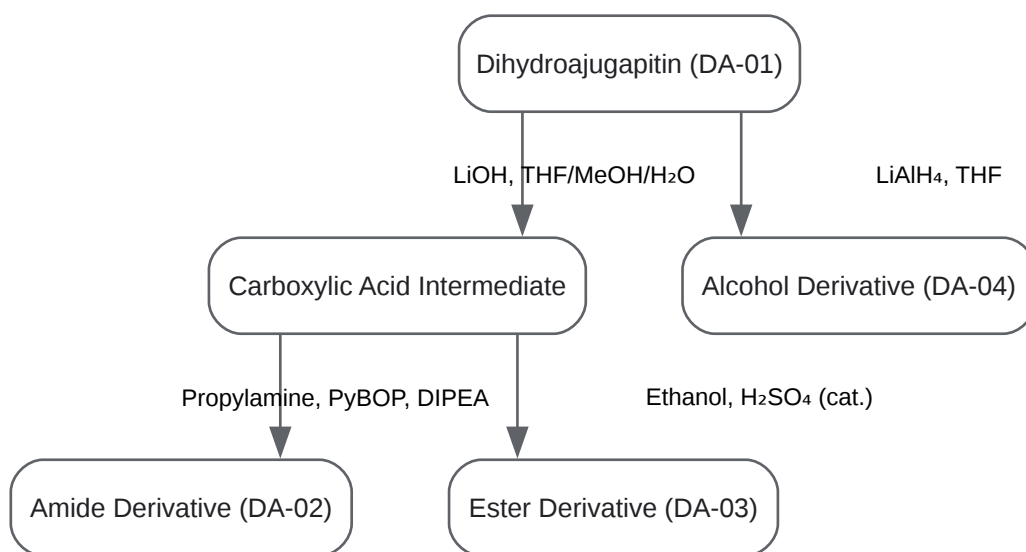 Dihydroajugapitin (DA-01)
LiOH, THF/MeOH/H₂O
LiAlH₄, THF
Carboxylic Acid Intermediate
Alcohol Derivative (DA-04)
Propylamine, PyBOP, DIPEA
Ethanol, H₂SO₄ (cat.)
Amide Derivative (DA-02)
Ester Derivative (DA-03)